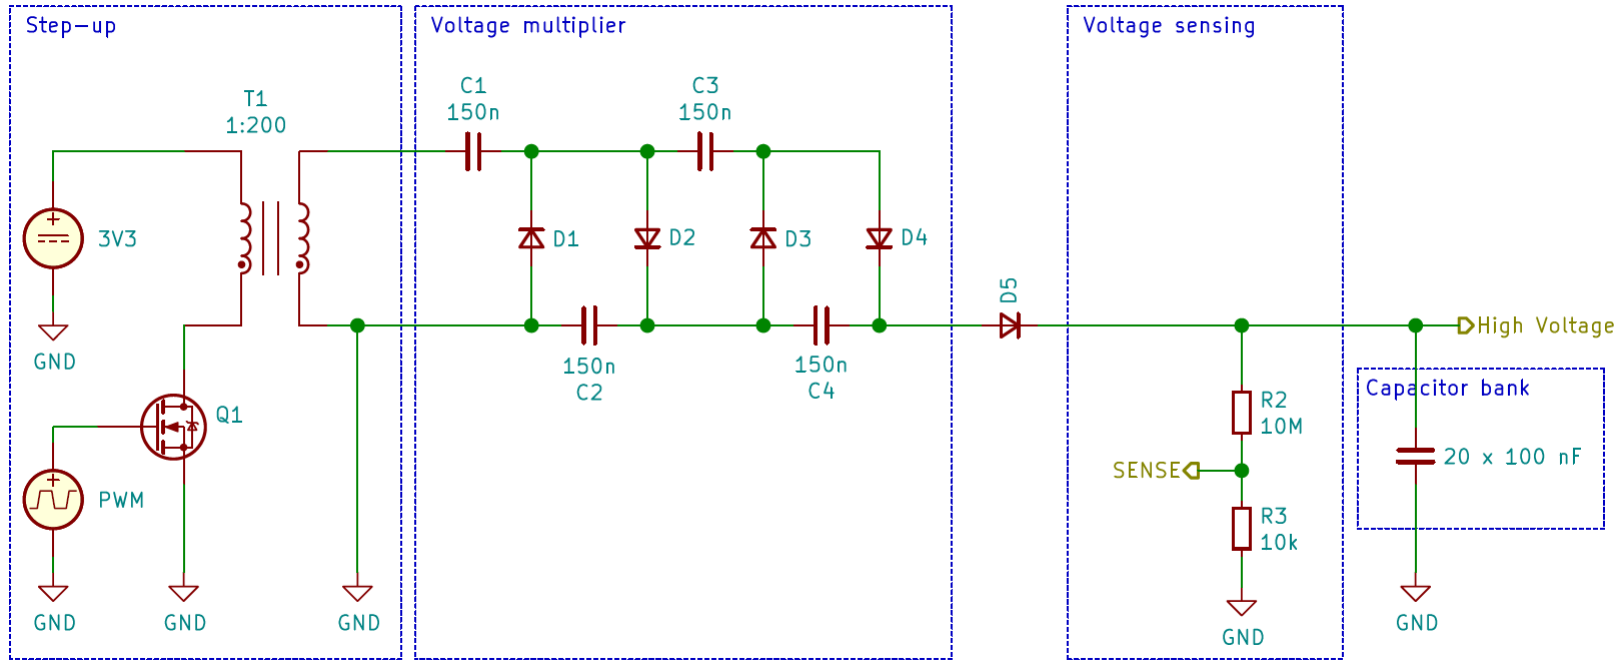 Step-up
T1
1:200
3V3
GND
Q1
PWM
GND
GND
GND
Voltage multiplier
C1
150n
C3
150n
D1
D2
D3
D4
150n
C2
150n
C4
D5
Voltage sensing
R2
10M
SENSE
R3
10k
GND
High Voltage
Capacitor bank
20 x 100 nF
GND